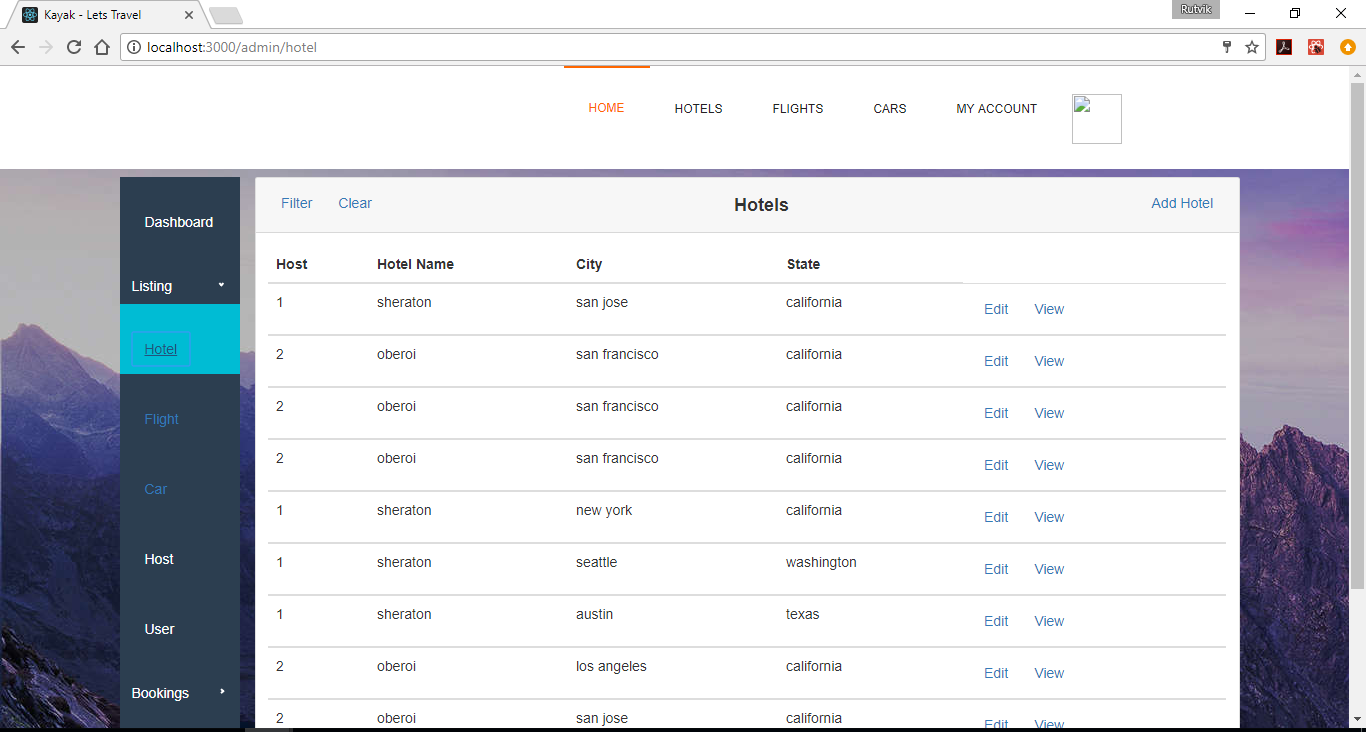 Kayak - Lets Travel
Rutvik
localhost:3000/admin/hotel
HOME HOTELS FLIGHTS CARS MY ACCOUNT
Dashboard
Listing
Hotel
Flight
Car
Host
User
Bookings
Filter Clear Hotels Add Hotel
Host Hotel Name City State
1 sheraton san jose california Edit View
2 oberoi san francisco california Edit View
2 oberoi san francisco california Edit View
2 oberoi san francisco california Edit View
1 sheraton new york california Edit View
1 sheraton seattle washington Edit View
1 sheraton austin texas Edit View
2 oberoi los angeles california Edit View
2 oberoi san jose california Edit View